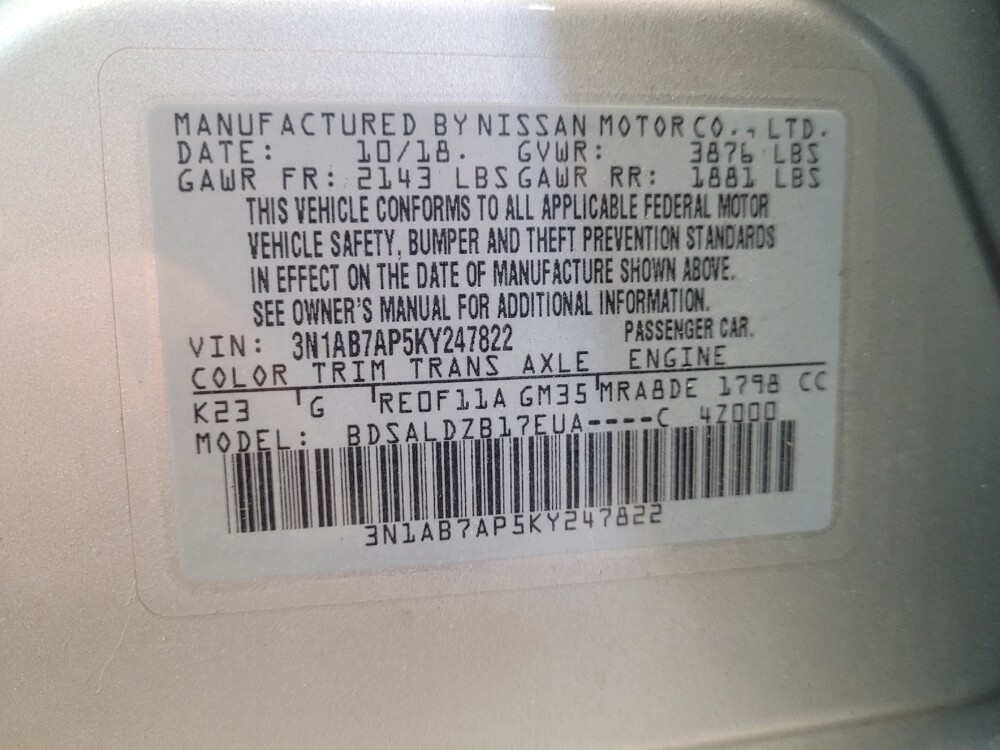 MANUFACTURED BY NISSAN MOTOR CO., LTD.
DATE: 10/18. GVWR: 3876 LBS
GAWR FR: 2143 LBS GAWR RR: 1881 LBS
THIS VEHICLE CONFORMS TO ALL APPLICABLE FEDERAL MOTOR
VEHICLE SAFETY, BUMPER AND THEFT PREVENTION STANDARDS
IN EFFECT ON THE DATE OF MANUFACTURE SHOWN ABOVE.
SEE OWNER'S MANUAL FOR ADDITIONAL INFORMATION.
VIN: 3N1AB7AP5KY247822 PASSENGER CAR.
COLOR TRIM TRANS AXLE ENGINE
K23 G RE0F11A GM35 MRA8DE 1798 CC
MODEL: BDSALDZB17EUA----C 4Z000
3N1AB7AP5KY247822